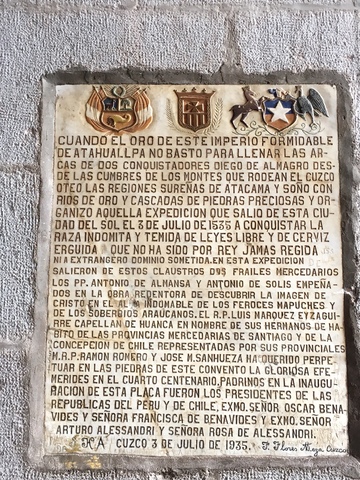 CUANDO EL ORO DE ESTE IMPERIO FORMIDABLE
DE ATAHUALLPA NO BASTO PARA LLENAR LAS AR-
CAS DE DOS CONQUISTADORES DIEGO DE ALMAGRO DES-
DE LAS CUMBRES DE LOS MONTES QUE RODEAN EL CUZCO
OTEO LAS REGIONES SUREÑAS DE ATACAMA Y SOÑO CON
RIOS DE ORO Y CASCADAS DE PIEDRAS PRECIOSAS Y OR-
GANIZO AQUELLA EXPEDICION QUE SALIO DE ESTA CIU-
DAD DEL SOL EL 3 DE JULIO DE 1535 A CONQUISTAR LA
RAZA INDOMITA Y TEMIDA DE LEYES LIBRE Y DE CERVIZ
ERGUIDA QUE NO HA SIDO POR REY JAMAS REGIDA
NI A EXTRANGERO DOMINIO SOMETIDA EN ESTA EXPEDICION
SALIERON DE ESTOS CLAUSTROS DOS FRAILES MERCEDARIOS
LOS PP. ANTONIO DE ALMANSA Y ANTONIO DE SOLIS EMPEÑA-
DOS EN LA OBRA REDENTORA DE DESCUBRIR LA IMAGEN DE
CRISTO EN EL INDOMABLE DE LOS FEROCES MAPUCHES Y
DE LOS SOBERBIOS ARAUCANOS. EL R.P. LUIS MARQUEZ EYZAGUI-
RRE CAPELLAN DE HUANCA EN NOMBRE DE SUS HERMANOS DE HA-
BITO DE LAS PROVINCIAS MERCEDARIAS DE SANTIAGO Y DE LA
CONCEPCION DE CHILE REPRESENTADAS POR SUS PROVINCIALES
M.R.P. RAMON ROMERO Y JOSE M. SANHUEZA HA QUERIDO PERPE-
TUAR EN LAS PIEDRAS DE ESTE CONVENTO LA GLORIOSA EFE-
MERIDES EN EL CUARTO CENTENARIO. PADRINOS EN LA INAUGU-
RACION DE ESTA PLACA FUERON LOS PRESIDENTES DE LAS
REPUBLICAS DEL PERU Y DE CHILE, EXMO. SEÑOR OSCAR BENA-
VIDES Y SEÑORA FRANCISCA DE BENAVIDES Y EXMO. SEÑOR
ARTURO ALESSANDRI Y SEÑORA ROSA DE ALESSANDRI.
CUZCO 3 DE JULIO DE 1935.